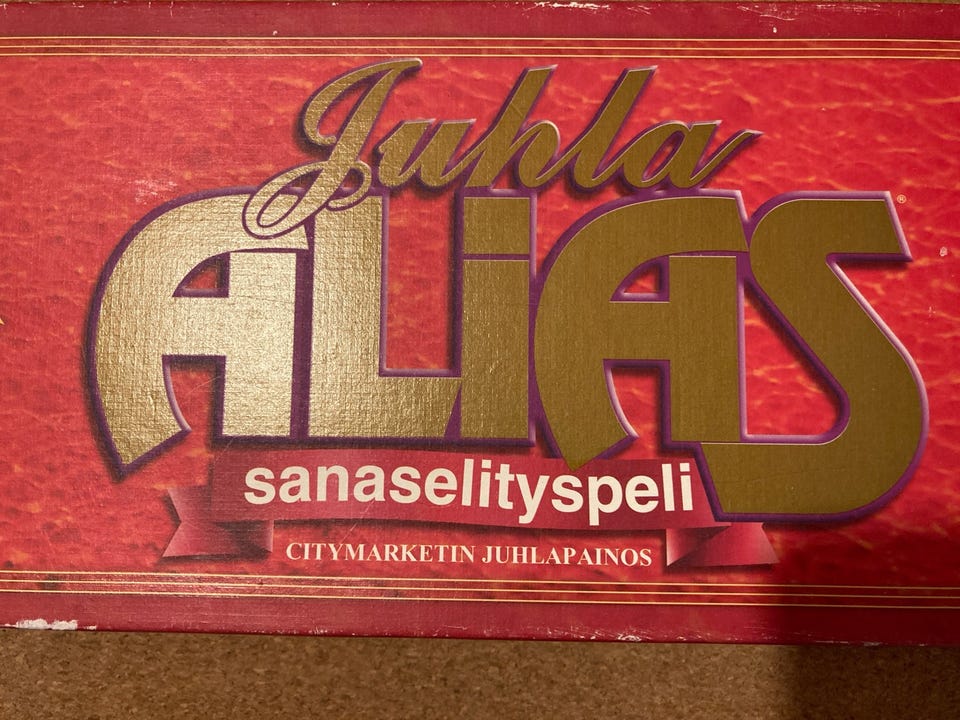 Juhla
ALiAS®
sanaselityspeli
CITYMARKETIN JUHLAPAINOS